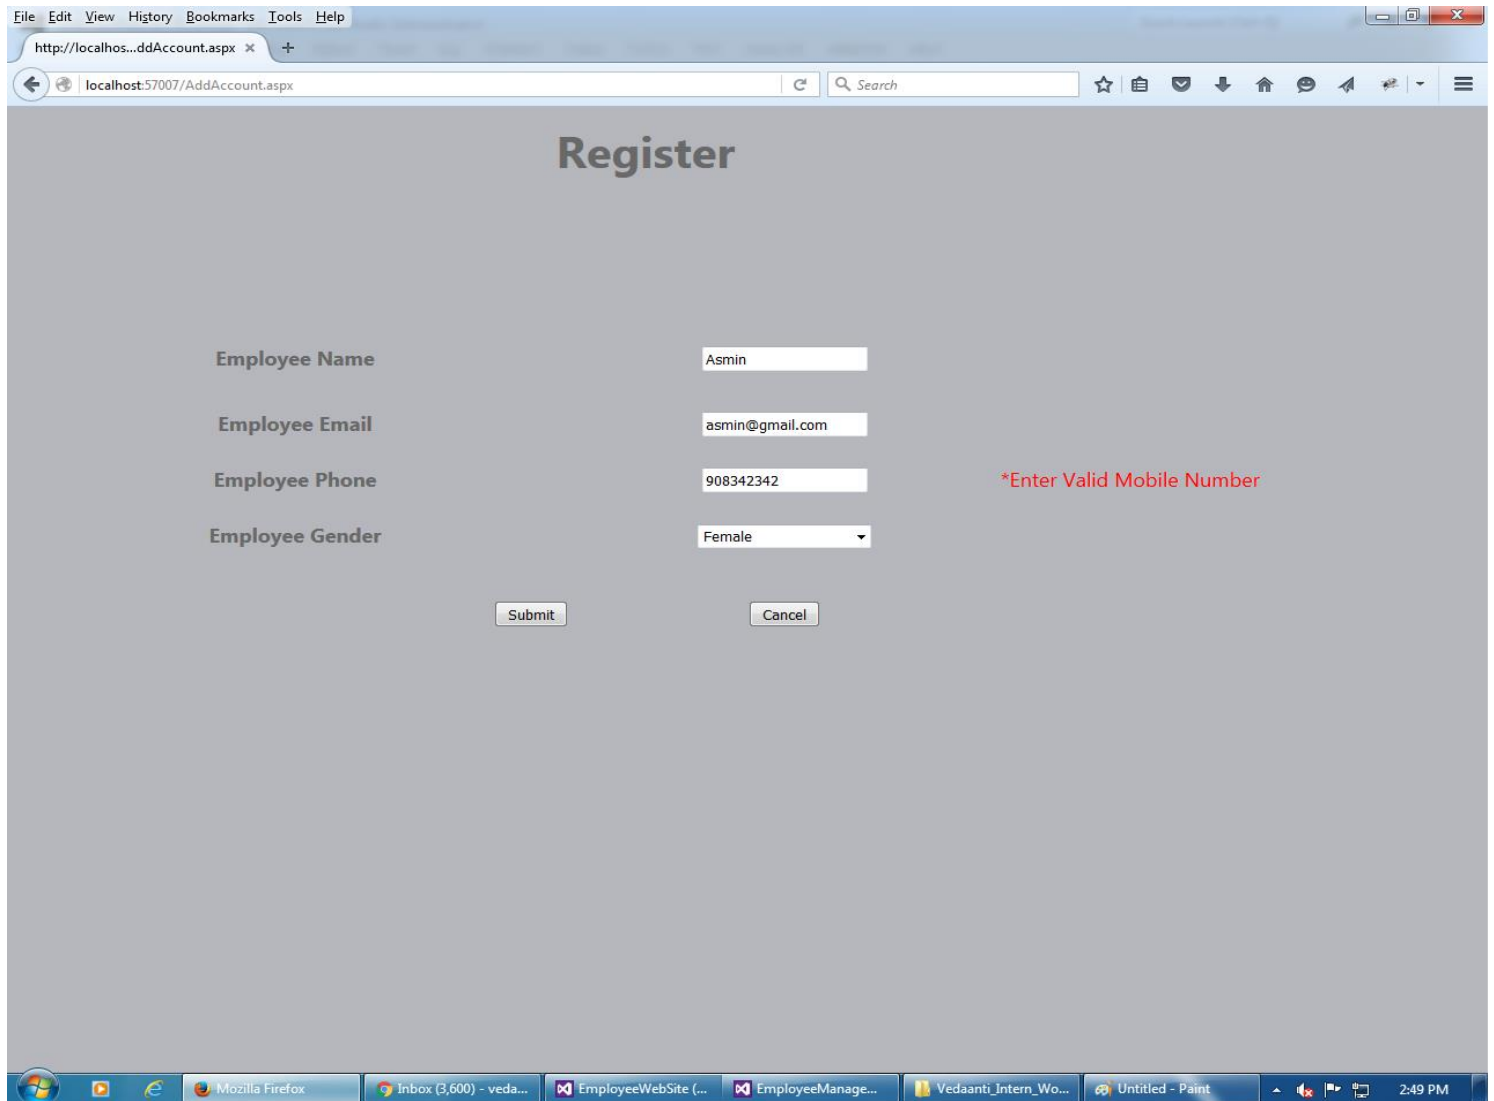 File Edit View History Bookmarks Tools Help
http://localhos...ddAccount.aspx × +
localhost:57007/AddAccount.aspx Search
Register
Employee Name Asmin
Employee Email asmin@gmail.com
Employee Phone 908342342 *Enter Valid Mobile Number
Employee Gender Female
Submit Cancel
Mozilla Firefox Inbox (3,600) - veda... EmployeeWebSite (... EmployeeManage... Vedaanti_Intern_Wo... Untitled - Paint 2:49 PM